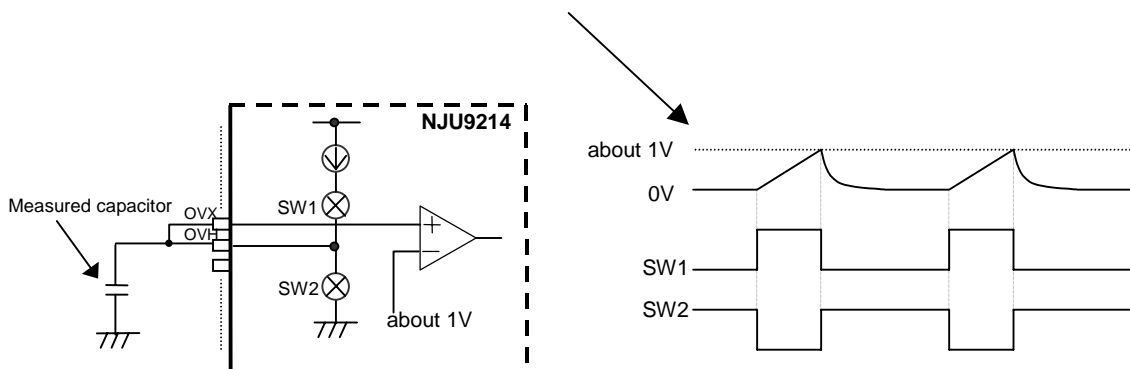 NJU9214
Measured capacitor
OVX
OVH
SW1
SW2
about 1V
about 1V
0V
SW1
SW2